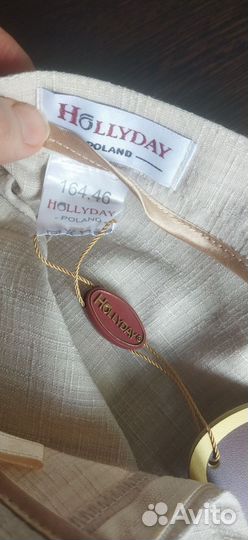 HOLLYDAY
POLAND
164.46
HOLLYDAY
- POLAND -
HOLLYDAY®
Avito